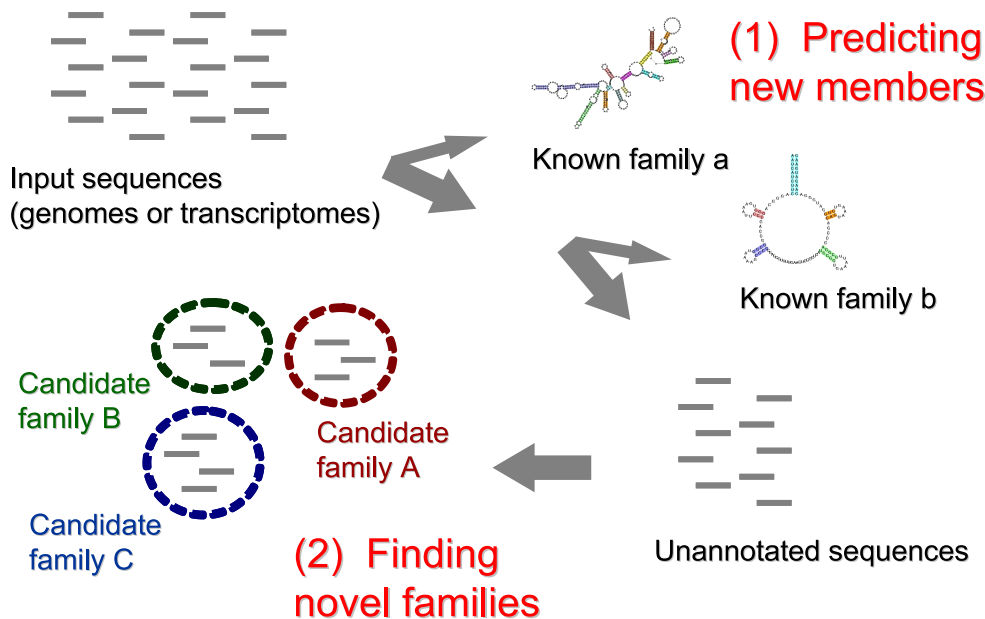 (1) Predicting
new members
Known family a
Input sequences
(genomes or transcriptomes)
Known family b
Candidate
family B
Candidate
family A
Candidate
family C
Unannotated sequences
(2) Finding
novel families